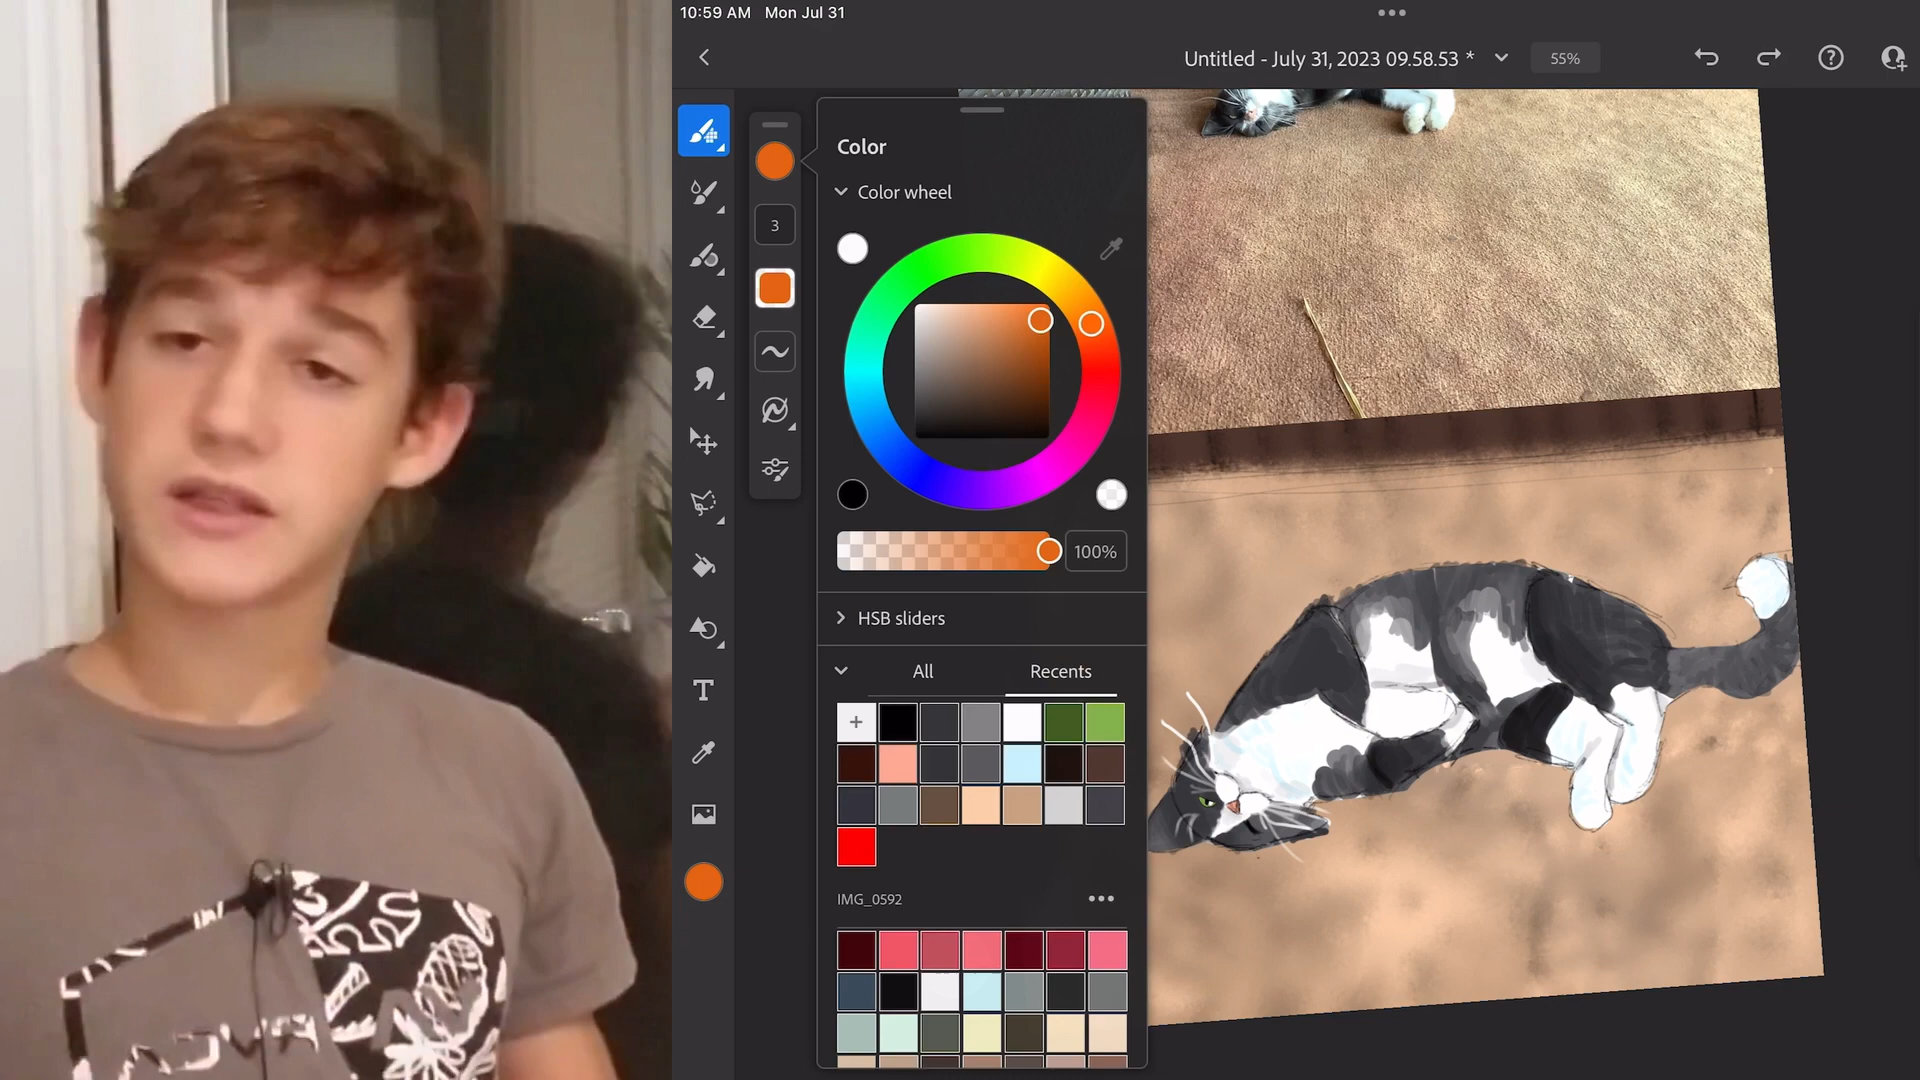 10:59 AM Mon Jul 31
Untitled - July 31, 2023 09.58.53 *
55%
Color
Color wheel
3
100%
HSB sliders
All
Recents
IMG_0592